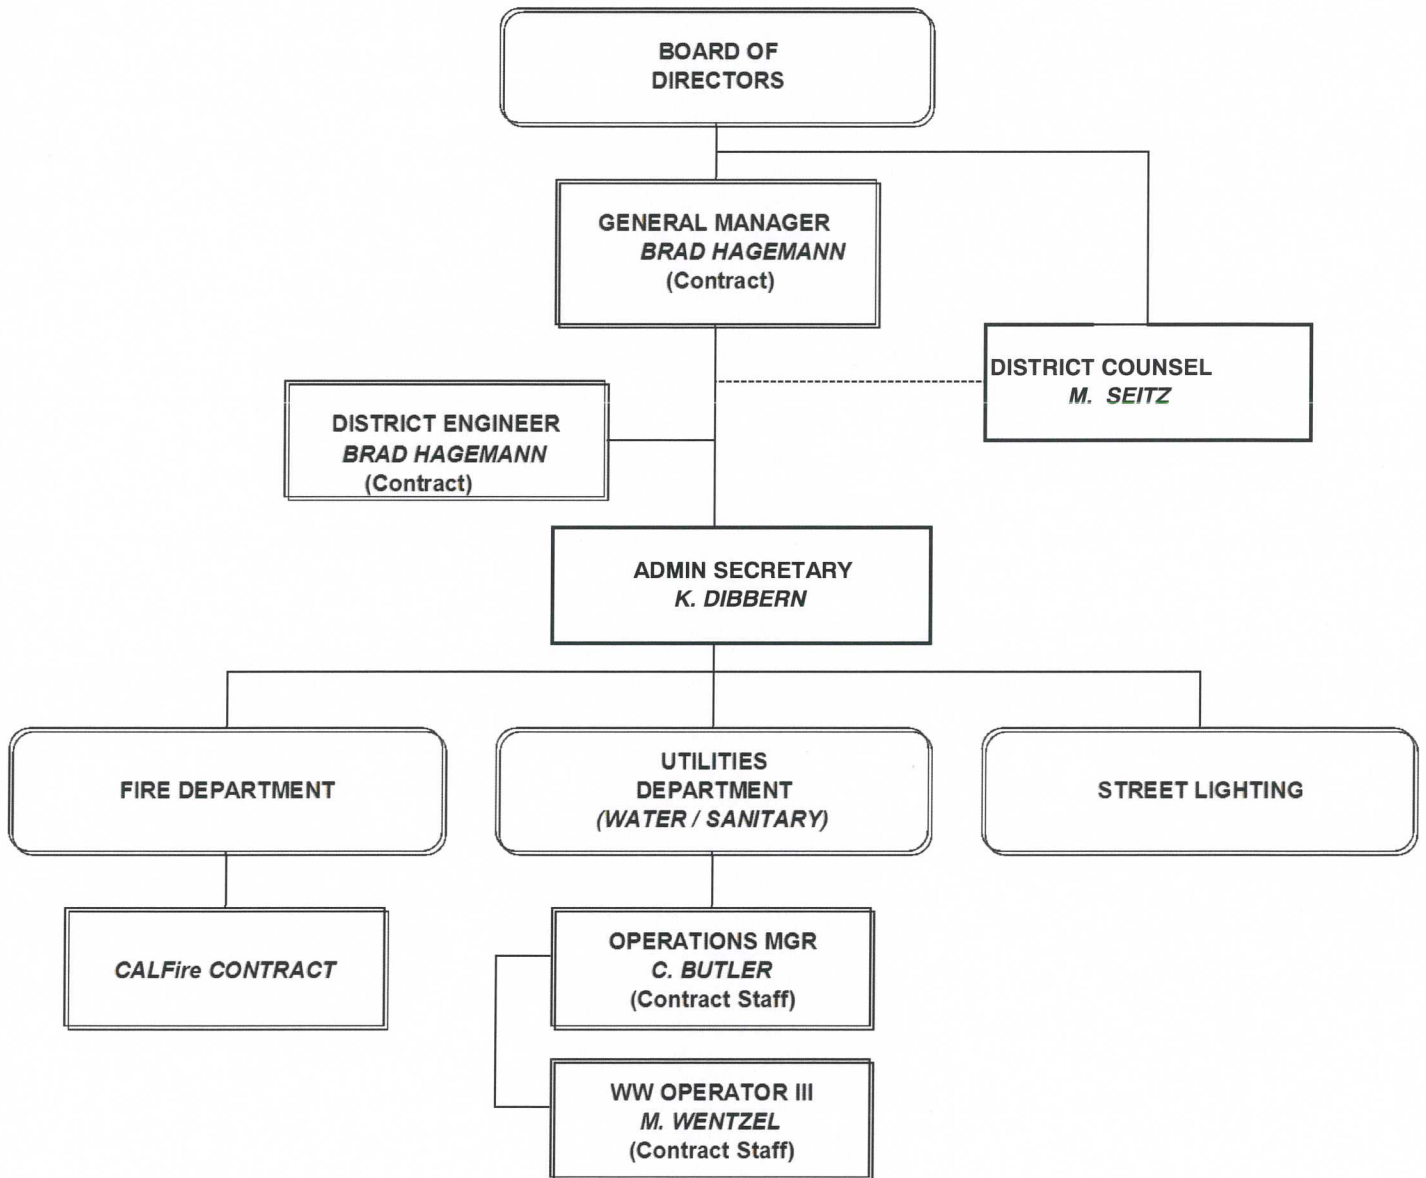 BOARD OF
DIRECTORS
GENERAL MANAGER
BRAD HAGEMANN
(Contract)
DISTRICT COUNSEL
M. SEITZ
DISTRICT ENGINEER
BRAD HAGEMANN
(Contract)
ADMIN SECRETARY
K. DIBBERN
FIRE DEPARTMENT
UTILITIES
DEPARTMENT
(WATER / SANITARY)
STREET LIGHTING
CALFire CONTRACT
OPERATIONS MGR
C. BUTLER
(Contract Staff)
WW OPERATOR III
M. WENTZEL
(Contract Staff)